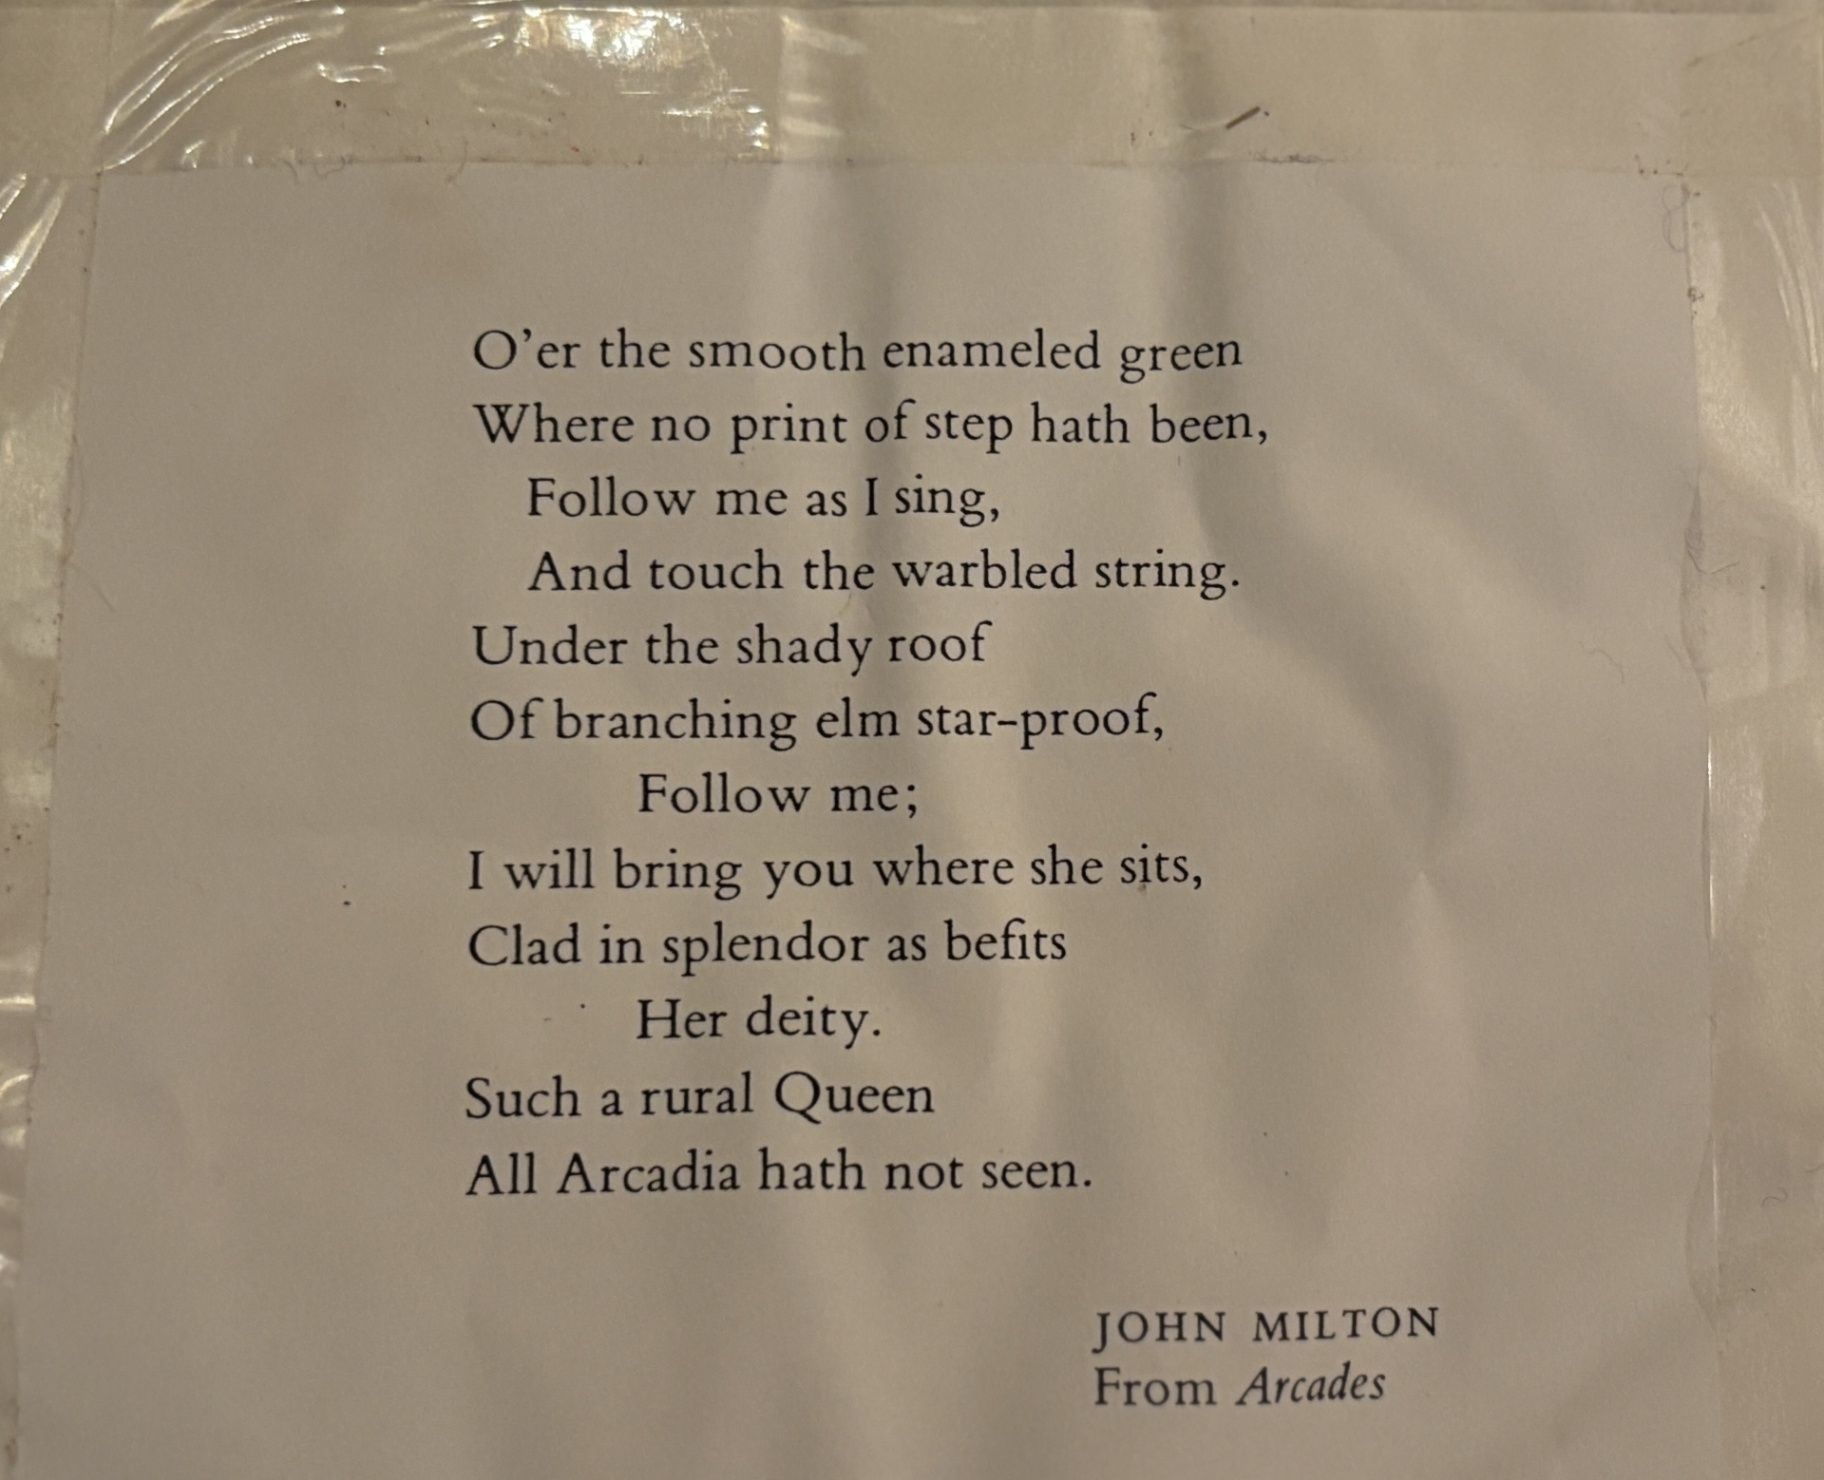 O’er the smooth enameled green
Where no print of step hath been,
Follow me as I sing,
And touch the warbled string.
Under the shady roof
Of branching elm star-proof,
Follow me;
I will bring you where she sits,
Clad in splendor as befits
Her deity.
Such a rural Queen
All Arcadia hath not seen.
JOHN MILTON
From Arcades